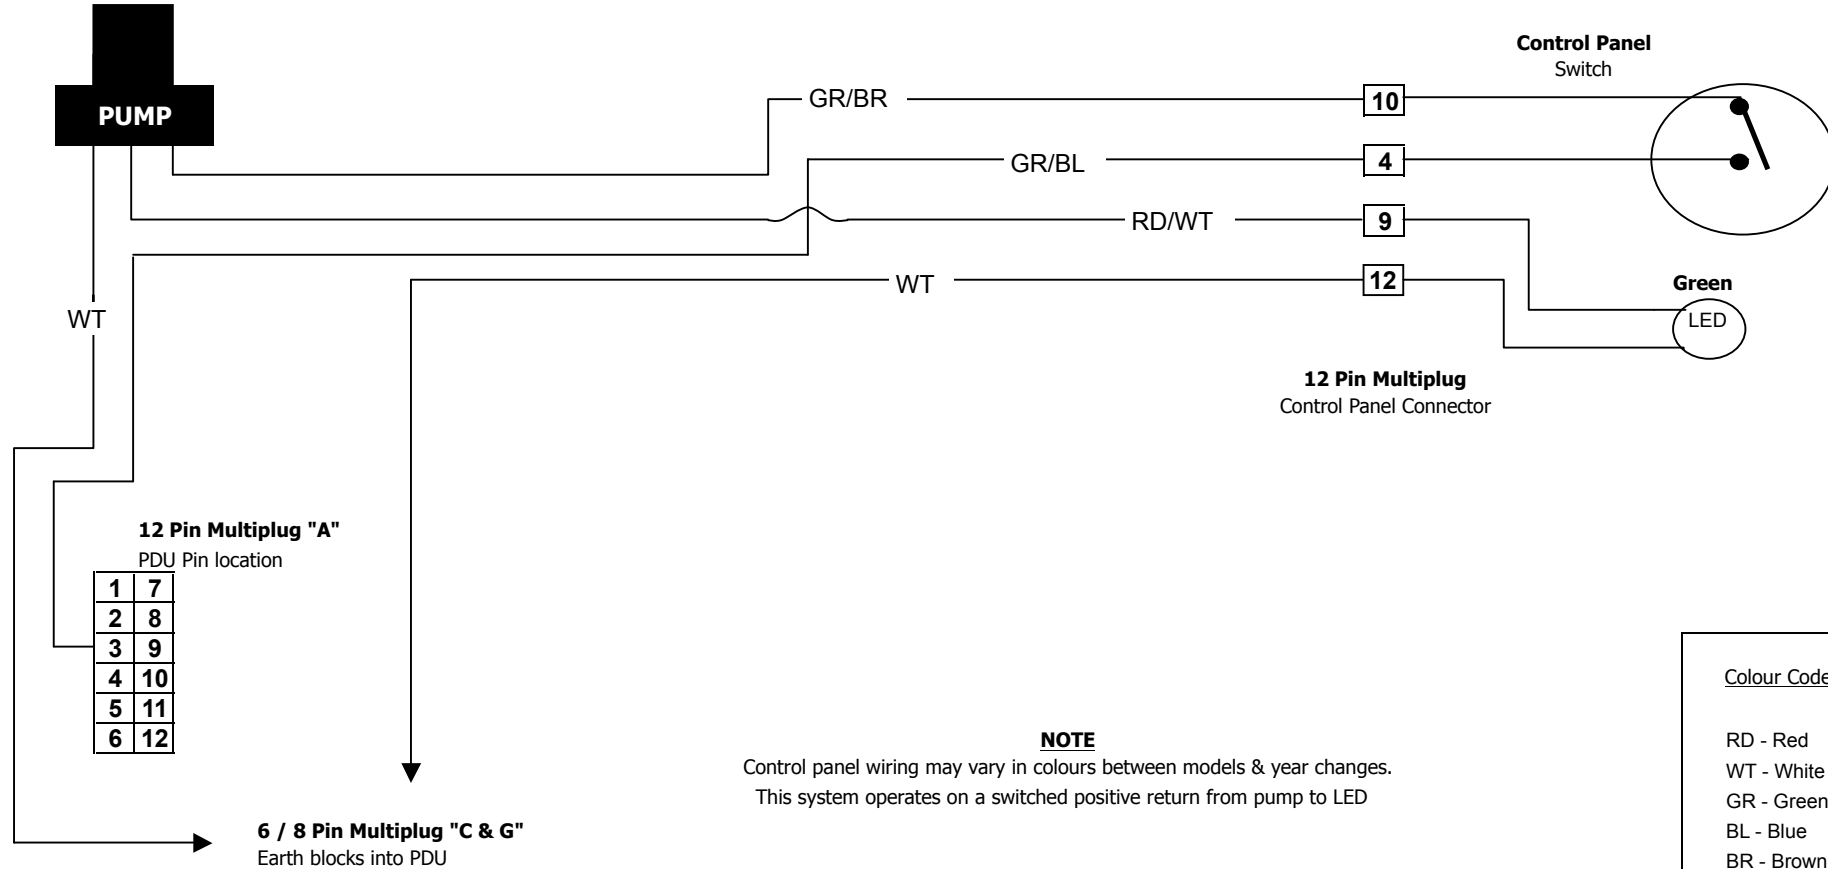 PUMP
Control Panel
Switch
GR/BR
10
GR/BL
4
RD/WT
9
WT
12
Green
LED
WT
12 Pin Multiplug
Control Panel Connector
12 Pin Multiplug "A"
PDU Pin location
1 7
2 8
3 9
4 10
5 11
6 12
NOTE
Control panel wiring may vary in colours between models & year changes.
This system operates on a switched positive return from pump to LED
6 / 8 Pin Multiplug "C & G"
Earth blocks into PDU
Colour Code
RD - Red
WT - White
GR - Green
BL - Blue
BR - Brown